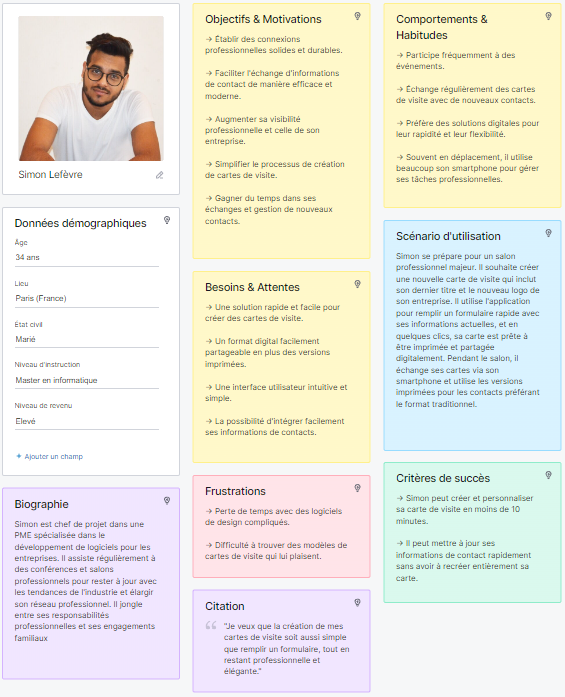 Simon Lefèvre
Données démographiques
Âge
34 ans
Lieu
Paris (France)
État civil
Marié
Niveau d'instruction
Master en informatique
Niveau de revenu
Élevé
+ Ajouter un champ
Biographie
Simon est chef de projet dans une
PME spécialisée dans le
développement de logiciels pour les
entreprises. Il assiste régulièrement à
des conférences et salons
professionnels pour rester à jour avec
les tendances de l'industrie et élargir
son réseau professionnel. Il jongle
entre ses responsabilités
professionnelles et ses engagements
familiaux
Objectifs & Motivations
→ Établir des connexions
professionnelles solides et durables.
→ Faciliter l'échange d'informations
de contact de manière efficace et
moderne.
→ Augmenter sa visibilité
professionnelle et celle de son
entreprise.
→ Simplifier le processus de création
de cartes de visite.
→ Gagner du temps dans ses
échanges et gestion de nouveaux
contacts.
Besoins & Attentes
→ Une solution rapide et facile pour
créer des cartes de visite.
→ Un format digital facilement
partageable en plus des versions
imprimées.
→ Une interface utilisateur intuitive et
simple.
→ La possibilité d'intégrer facilement
ses informations de contacts.
Frustrations
→ Perte de temps avec des logiciels
de design compliqués.
→ Difficulté à trouver des modèles de
cartes de visite qui lui plaisent.
Citation
"Je veux que la création de mes
cartes de visite soit aussi simple
que remplir un formulaire, tout en
restant professionnelle et
élégante."
Comportements &
Habitudes
→ Participe fréquemment à des
événements.
→ Échange régulièrement des cartes
de visite avec de nouveaux contacts.
→ Préfère des solutions digitales pour
leur rapidité et leur flexibilité.
→ Souvent en déplacement, il utilise
beaucoup son smartphone pour gérer
ses tâches professionnelles.
Scénario d'utilisation
Simon se prépare pour un salon
professionnel majeur. Il souhaite créer
une nouvelle carte de visite qui inclut
son dernier titre et le nouveau logo de
son entreprise. Il utilise l'application
pour remplir un formulaire rapide avec
ses informations actuelles, et en
quelques clics, sa carte est prête à
être imprimée et partagée
digitalement. Pendant le salon, il
échange ses cartes via son
smartphone et utilise les versions
imprimées pour les contacts préférant
le format traditionnel.
Critères de succès
→ Simon peut créer et personnaliser
sa carte de visite en moins de 10
minutes.
→ Il peut mettre à jour ses
informations de contact rapidement
sans avoir à recréer entièrement sa
carte.